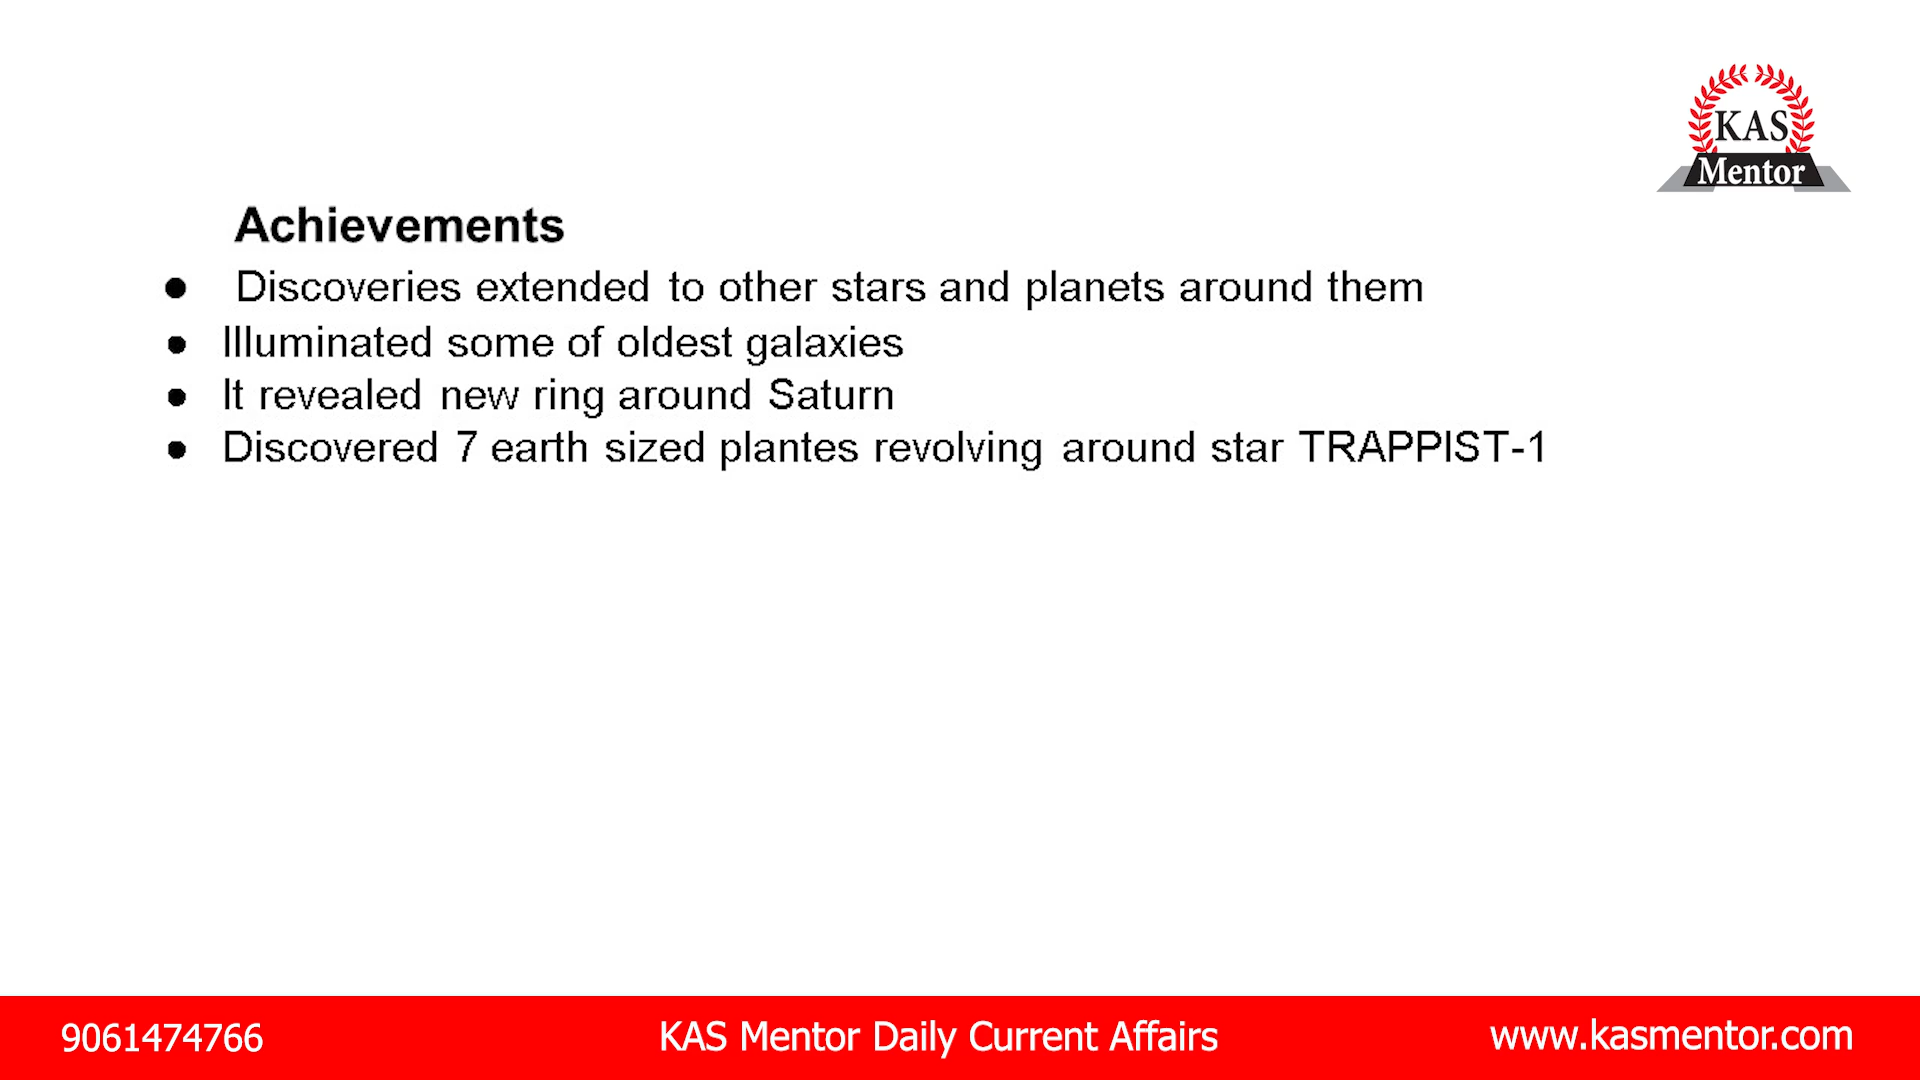 KAS
Mentor
Achievements
● Discoveries extended to other stars and planets around them
● Illuminated some of oldest galaxies
● It revealed new ring around Saturn
● Discovered 7 earth sized plantes revolving around star TRAPPIST-1
9061474766 KAS Mentor Daily Current Affairs www.kasmentor.com